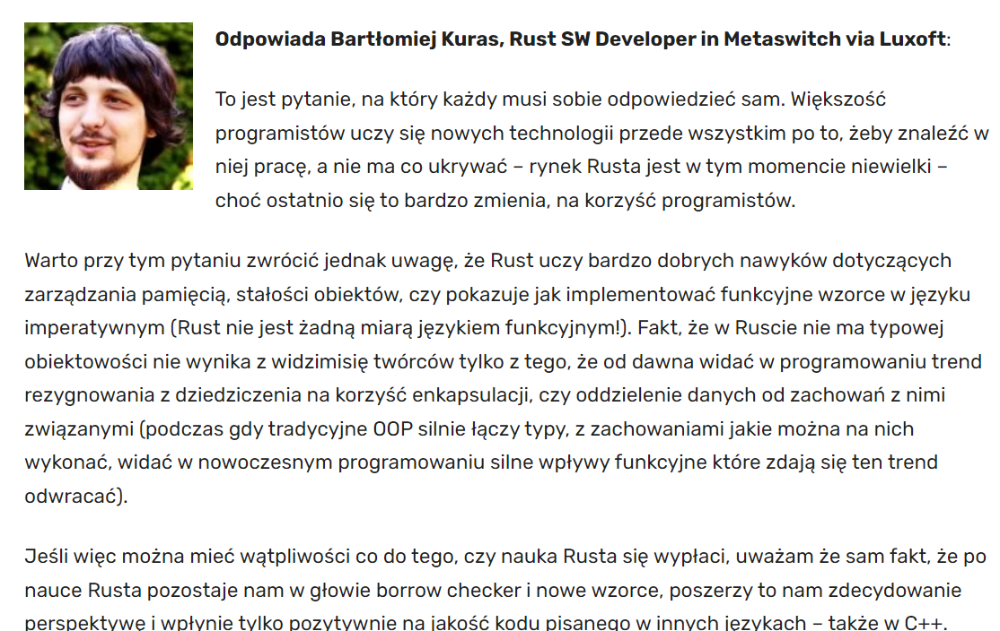 Odpowiada Bartłomiej Kuras, Rust SW Developer in Metaswitch via Luxoft:
To jest pytanie, na który każdy musi sobie odpowiedzieć sam. Większość
programistów uczy się nowych technologii przede wszystkim po to, żeby znaleźć w
niej pracę, a nie ma co ukrywać – rynek Rusta jest w tym momencie niewielki –
choć ostatnio się to bardzo zmienia, na korzyść programistów.
Warto przy tym pytaniu zwrócić jednak uwagę, że Rust uczy bardzo dobrych nawyków dotyczących
zarządzania pamięcią, stałości obiektów, czy pokazuje jak implementować funkcyjne wzorce w języku
imperatywnym (Rust nie jest żadną miarą językiem funkcyjnym!). Fakt, że w Ruscie nie ma typowej
obiektowości nie wynika z widzimisię twórców tylko z tego, że od dawna widać w programowaniu trend
rezygnowania z dziedziczenia na korzyść enkapsulacji, czy oddzielenie danych od zachowań z nimi
związanymi (podczas gdy tradycyjne OOP silnie łączy typy, z zachowaniami jakie można na nich
wykonać, widać w nowoczesnym programowaniu silne wpływy funkcyjne które zdają się ten trend
odwracać).
Jeśli więc można mieć wątpliwości co do tego, czy nauka Rusta się wypłaci, uważam że sam fakt, że po
nauce Rusta pozostaje nam w głowie borrow checker i nowe wzorce, poszerzy to nam zdecydowanie
perspektywę i wpłynie tylko pozytywnie na jakość kodu pisanego w innych językach – także w C++.